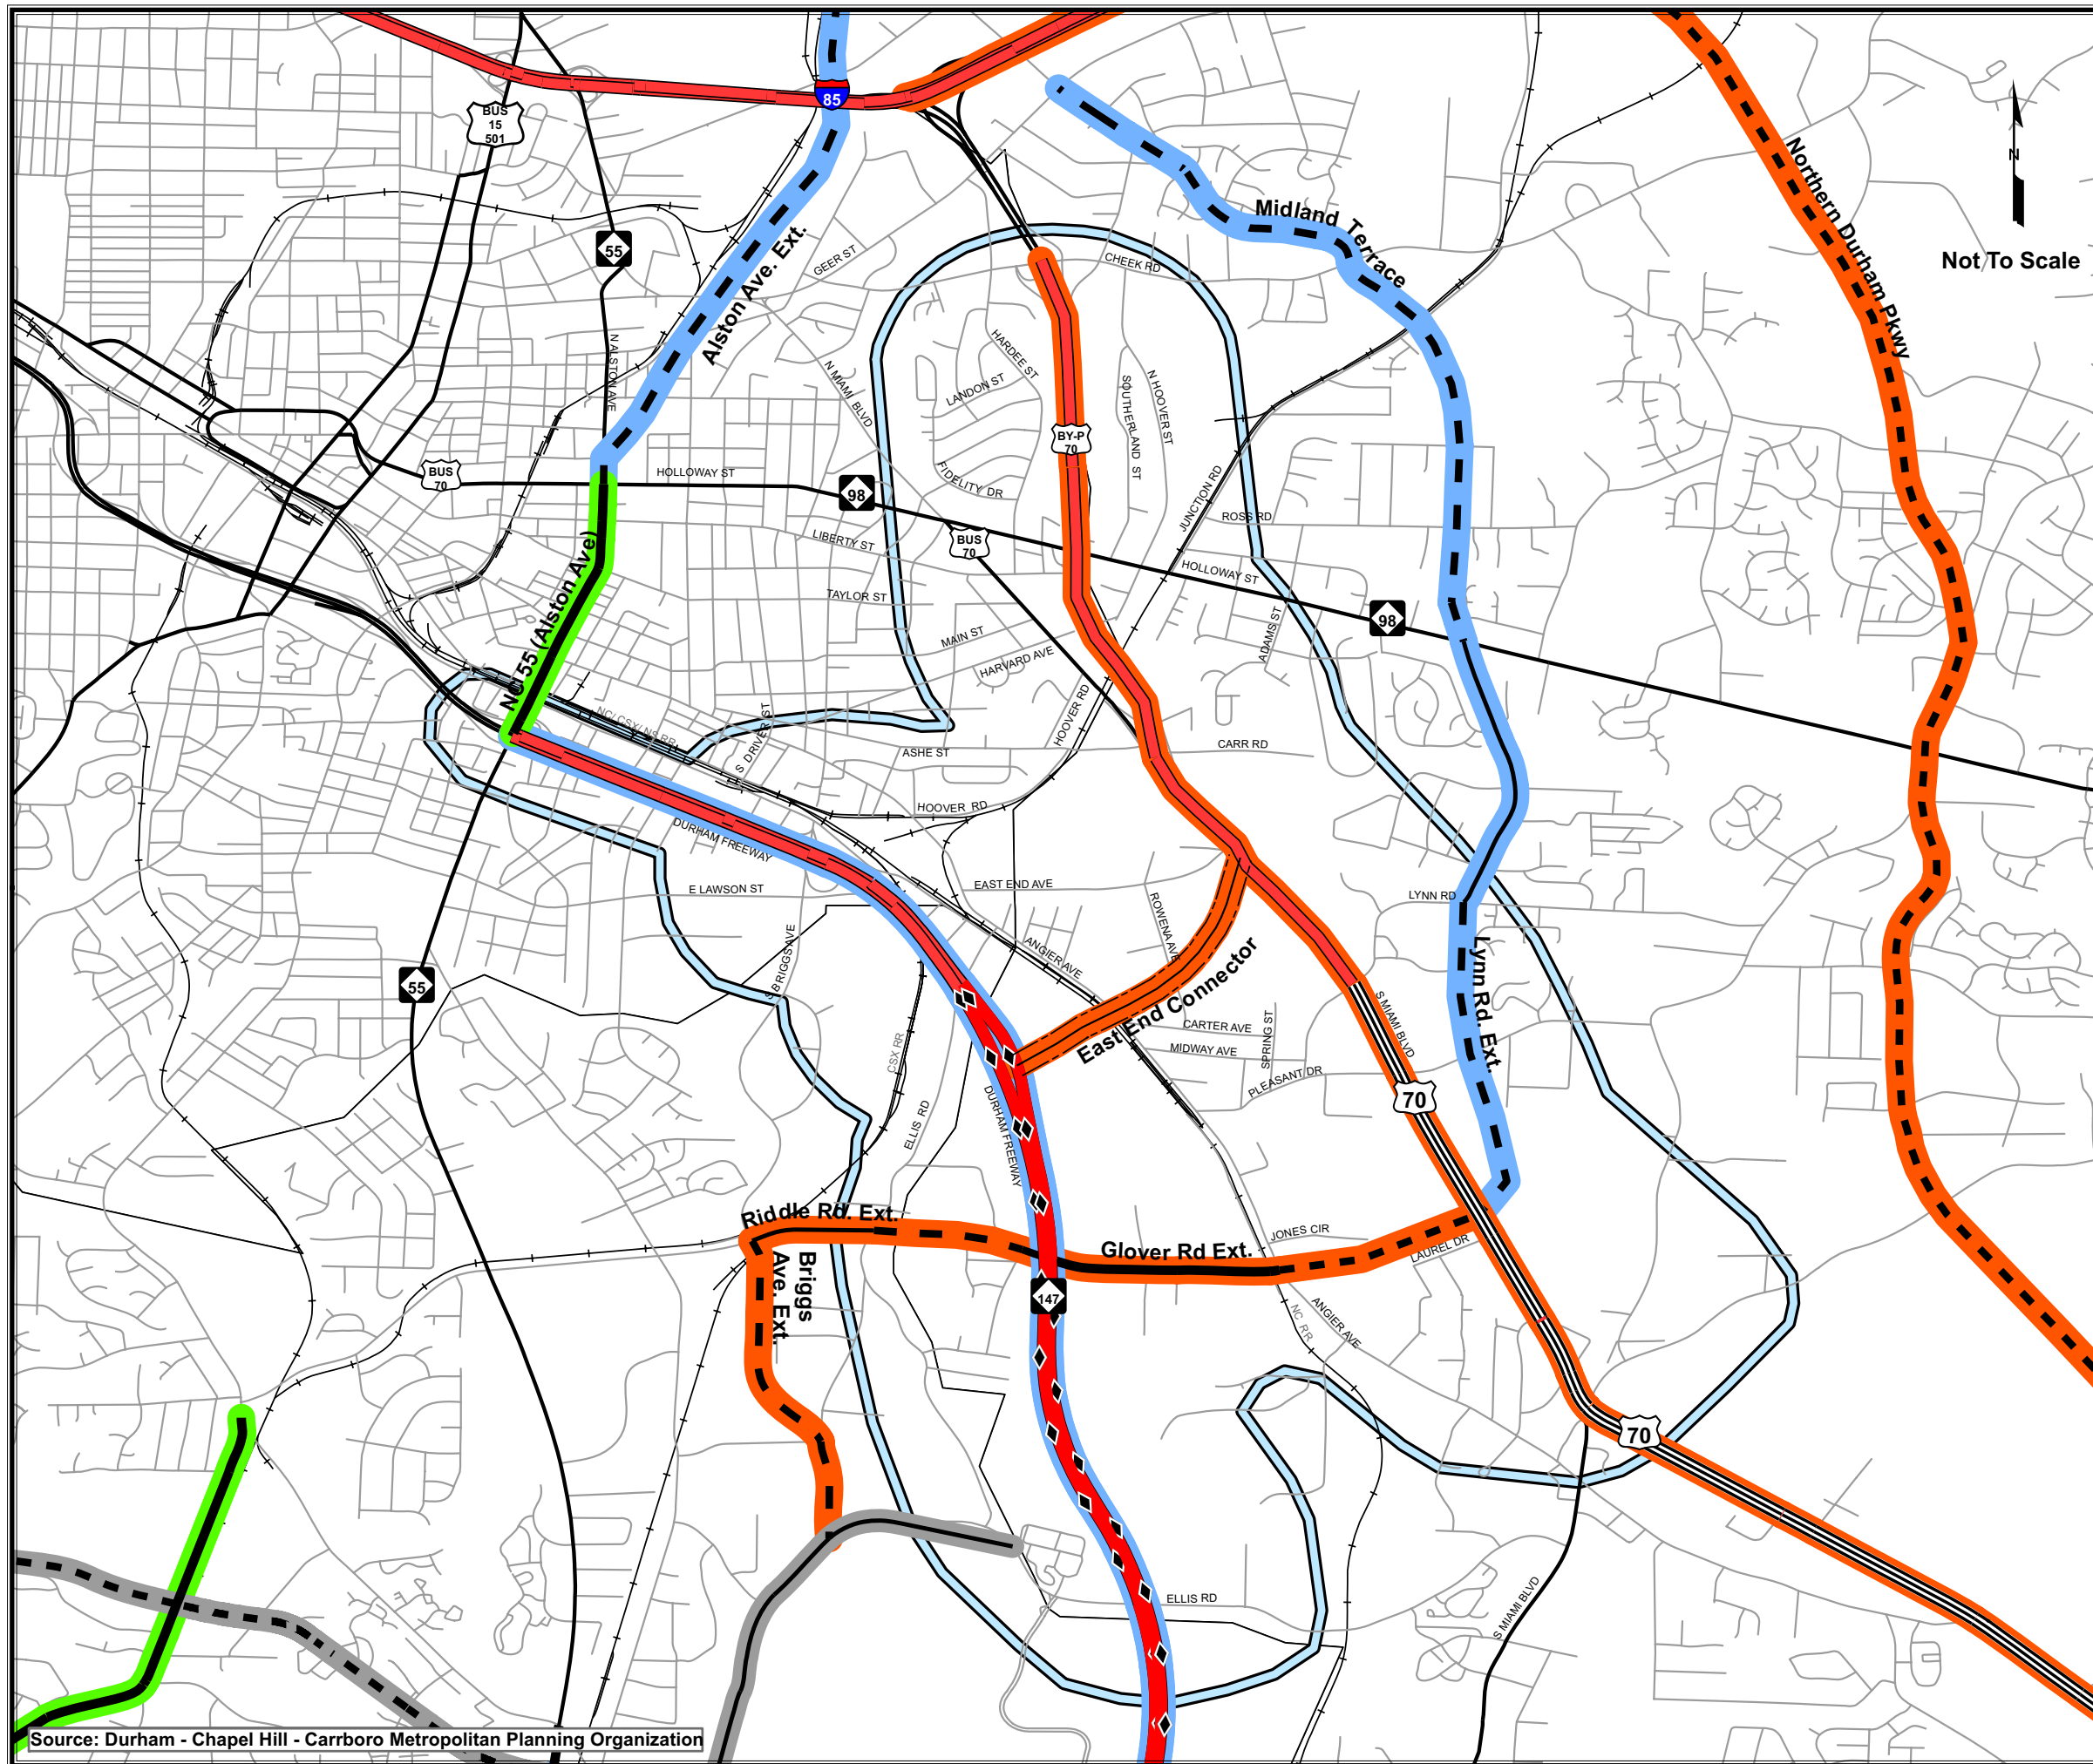 85
BUS
15
501
N
Not To Scale
Northern Durham Pkwy
Midland Terrace
55
Alston Ave. Ext.
GEER ST
CHEEK RD
N ALSTON AVE
N MIAMI BLVD
HARDEE ST
LANDON ST
SOUTHERLAND ST
N HOOVER ST
BY-P
70
BUS
70
HOLLOWAY ST
98
FIDELITY DR
JUNCTION RD
ROSS RD
BUS
70
LIBERTY ST
NC 55 (Alston Ave)
HOLLOWAY ST
TAYLOR ST
98
ADAMS ST
MAIN ST
HARVARD AVE
NC/ CSX/ NS RR
S DRIVER ST
HOOVER RD
ASHE ST
CARR RD
HOOVER RD
DURHAM FREEWAY
E LAWSON ST
EAST END AVE
LYNN RD
ROWENA AVE
S BRIGGS AVE
ANGIER AVE
Lynn Rd. Ext.
55
East End Connector
S MIAMI BLVD
CARTER AVE
SPRING ST
MIDWAY AVE
CSX RR
PLEASANT DR
70
ELLIS RD
DURHAM FREEWAY
Riddle Rd. Ext.
Glover Rd Ext.
JONES CIR
LAUREL DR
Briggs
Ave. Ext.
147
NC RR
ANGIER AVE
70
ELLIS RD
S MIAMI BLVD
Source: Durham - Chapel Hill - Carrboro Metropolitan Planning Organization